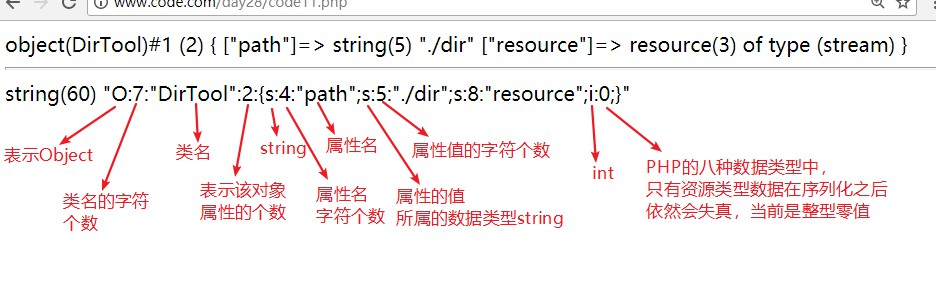 www.code.com/day28/code11.php
object(DirTool)#1 (2) { ["path"]=> string(5) "./dir" ["resource"]=> resource(3) of type (stream) }
string(60) "O:7:"DirTool":2:{s:4:"path";s:5:"./dir";s:8:"resource";i:0;}"
表示Object
类名的字符
个数
类名
表示该对象
属性的个数
string
属性名
字符个数
属性名
属性的值
所属的数据类型string
属性值的字符个数
int
PHP的八种数据类型中，
只有资源类型数据在序列化之后
依然会失真，当前是整型零值